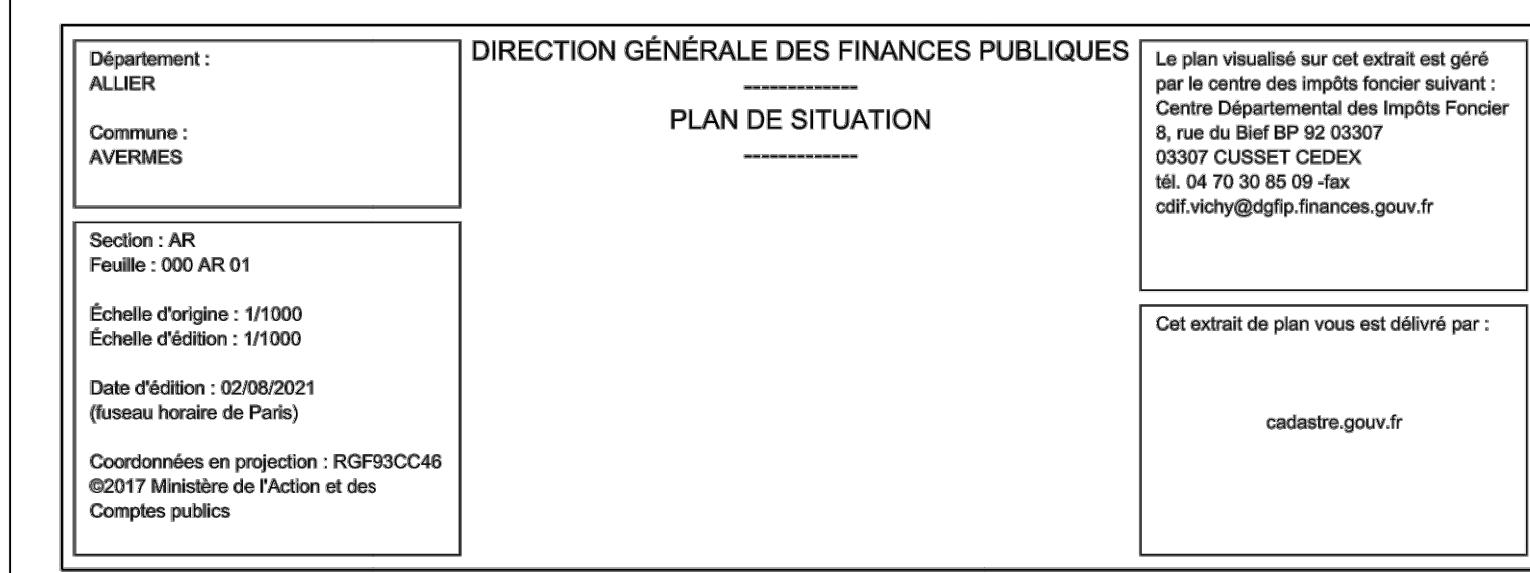 Département :
ALLIER
Commune :
AVERMES
Section : AR
Feuille : 000 AR 01
Échelle d'origine : 1/1000
Échelle d'édition : 1/1000
Date d'édition : 02/08/2021
(fuseau horaire de Paris)
Coordonnées en projection : RGF93CC46
©2017 Ministère de l'Action et des
Comptes publics
DIRECTION GÉNÉRALE DES FINANCES PUBLIQUES
-------------
PLAN DE SITUATION
-------------
Le plan visualisé sur cet extrait est géré
par le centre des impôts foncier suivant :
Centre Départemental des Impôts Foncier
8, rue du Bief BP 92 03307
03307 CUSSET CEDEX
tél. 04 70 30 85 09 -fax
cdif.vichy@dgfip.finances.gouv.fr
Cet extrait de plan vous est délivré par :
cadastre.gouv.fr